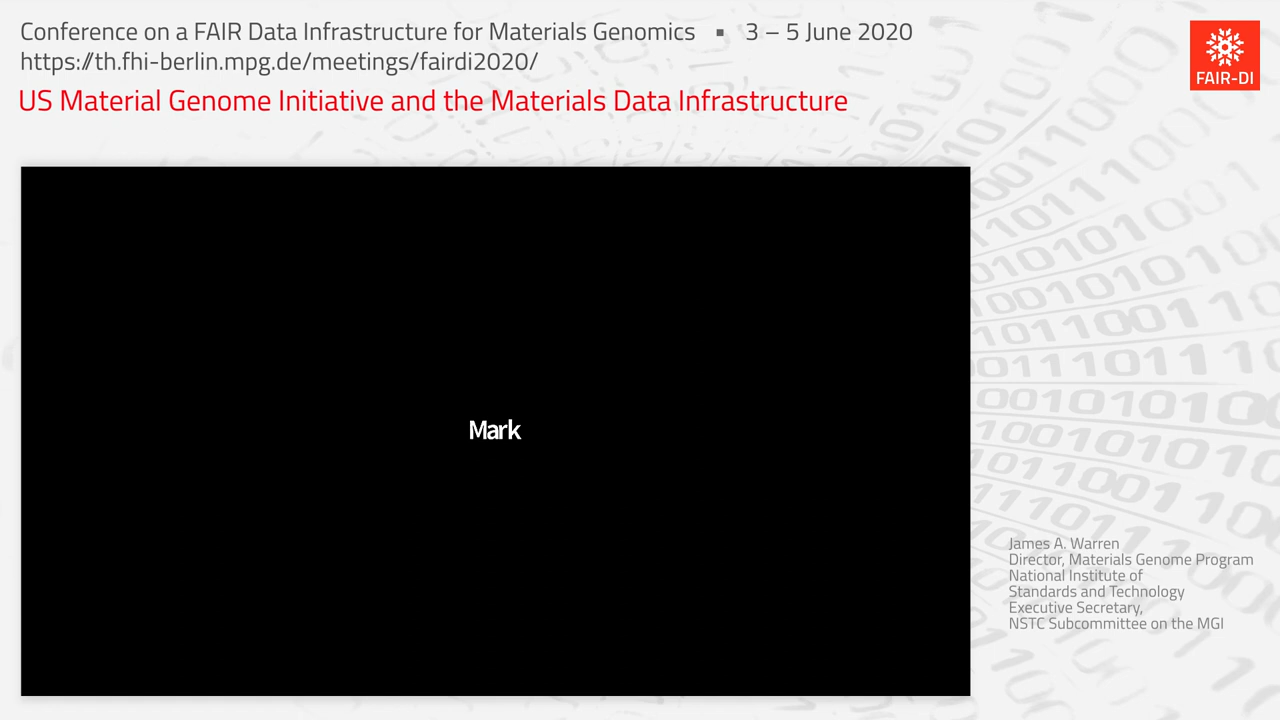 Conference on a FAIR Data Infrastructure for Materials Genomics ▪ 3 – 5 June 2020
https://th.fhi-berlin.mpg.de/meetings/fairdi2020/
US Material Genome Initiative and the Materials Data Infrastructure
FAIR-DI
Mark
James A. Warren
Director, Materials Genome Program
National Institute of
Standards and Technology
Executive Secretary,
NSTC Subcommittee on the MGI